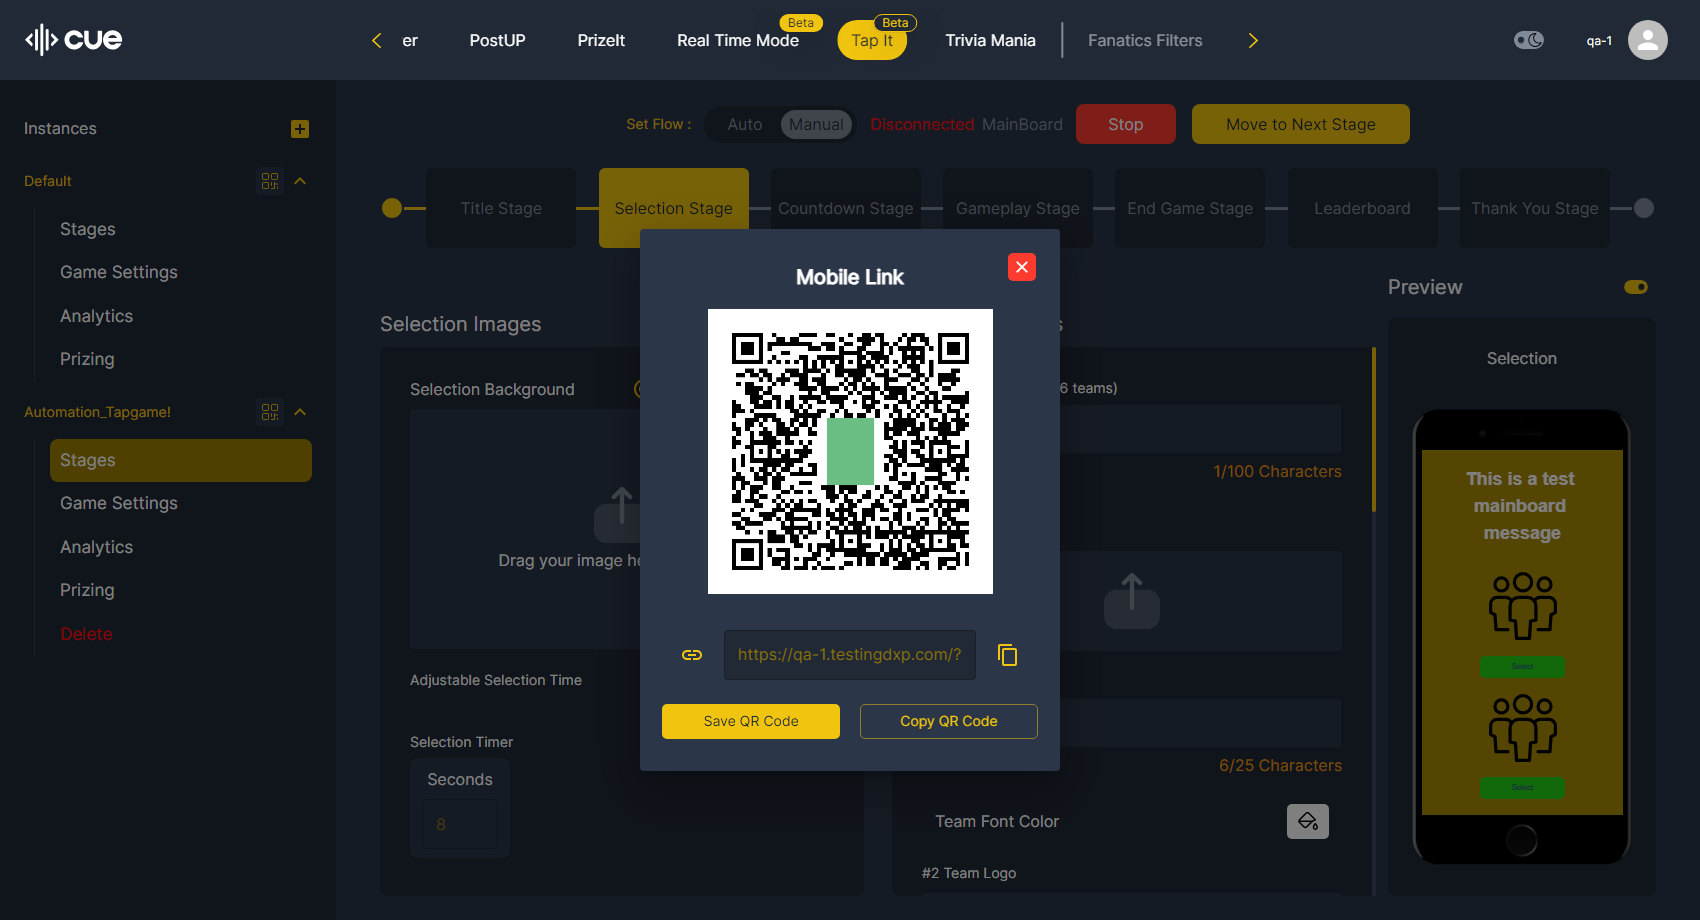 cue
er
PostUP
PrizeIt
Real Time Mode
Beta
Tap It
Beta
Trivia Mania
Fanatics Filters
qa-1
Instances
Default
Stages
Game Settings
Analytics
Prizing
Automation_Tapgame!
Stages
Game Settings
Analytics
Prizing
Delete
Set Flow :
Auto
Manual
Disconnected MainBoard
Stop
Move to Next Stage
Title Stage
Selection Stage
Countdown Stage
Gameplay Stage
End Game Stage
Leaderboard
Thank You Stage
Selection Images
Selection Background
Drag your image he
Adjustable Selection Time
Selection Timer
Seconds
8
Mobile Link
https://qa-1.testingdxp.com/?
Save QR Code
Copy QR Code
s
6 teams)
1/100 Characters
6/25 Characters
Team Font Color
#2 Team Logo
Preview
Selection
This is a test
mainboard
message
Select
Select